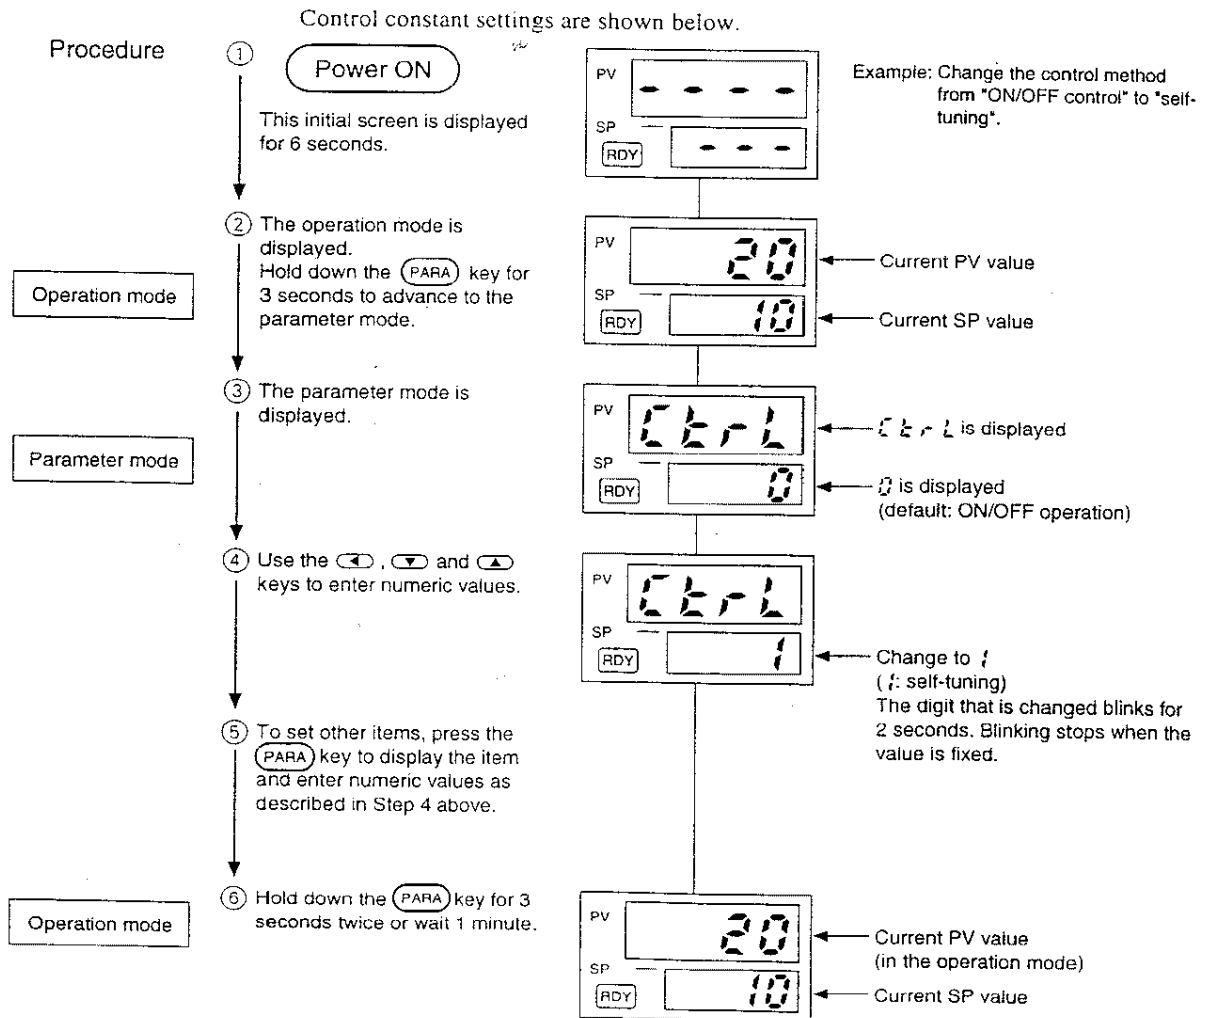 Control constant settings are shown below.
Procedure
①
Power ON
This initial screen is displayed
for 6 seconds.
PV
- - - -
SP
RDY
- - -
Example: Change the control method
from "ON/OFF control" to "self-
tuning".
② The operation mode is
displayed.
Hold down the PARA key for
3 seconds to advance to the
parameter mode.
Operation mode
PV
20
SP
RDY
10
Current PV value
Current SP value
③ The parameter mode is
displayed.
Parameter mode
PV
CtrL
SP
RDY
0
CtrL is displayed
0 is displayed
(default: ON/OFF operation)
④ Use the ◀ , ▼ and ▲
keys to enter numeric values.
PV
CtrL
SP
RDY
1
Change to 1
(1: self-tuning)
The digit that is changed blinks for
2 seconds. Blinking stops when the
value is fixed.
⑤ To set other items, press the
PARA key to display the item
and enter numeric values as
described in Step 4 above.
⑥ Hold down the PARA key for 3
seconds twice or wait 1 minute.
Operation mode
PV
20
SP
RDY
10
Current PV value
(in the operation mode)
Current SP value